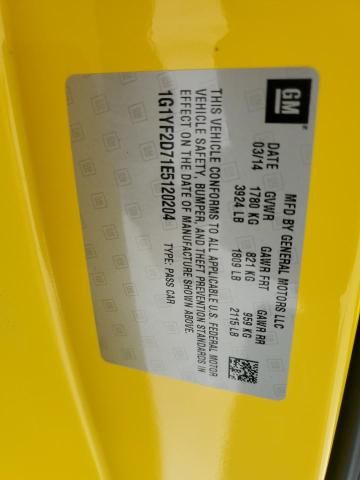 GM
MFD BY GENERAL MOTORS LLC
DATE GVWR GAWR FRT GAWR RR
03/14 1780 KG 821 KG 959 KG
3924 LB 1809 LB 2115 LB
THIS VEHICLE CONFORMS TO ALL APPLICABLE U.S. FEDERAL MOTOR
VEHICLE SAFETY, BUMPER, AND THEFT PREVENTION STANDARDS IN
EFFECT ON THE DATE OF MANUFACTURE SHOWN ABOVE.
1G1YF2D71E5120204 TYPE: PASS CAR